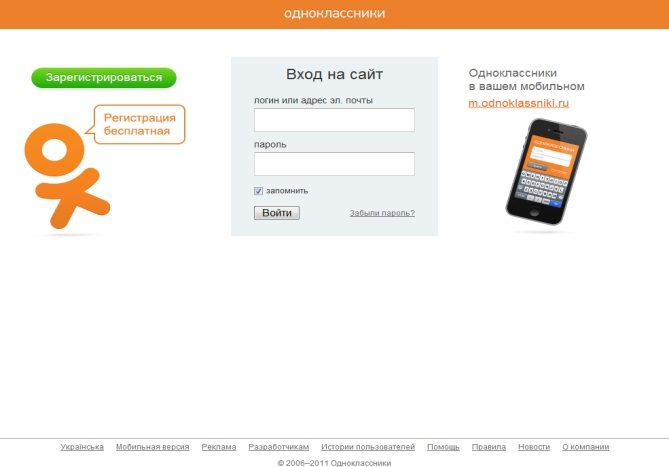 одноклассники
Зарегистрироваться
Регистрация
бесплатная
Вход на сайт
логин или адрес эл. почты
пароль
запомнить
Войти
Забыли пароль?
Одноклассники
в вашем мобильном
m.odnoklassniki.ru
Українська Мобильная версия Реклама Разработчикам Истории пользователей Помощь Правила Новости О компании
© 2006–2011 Одноклассники